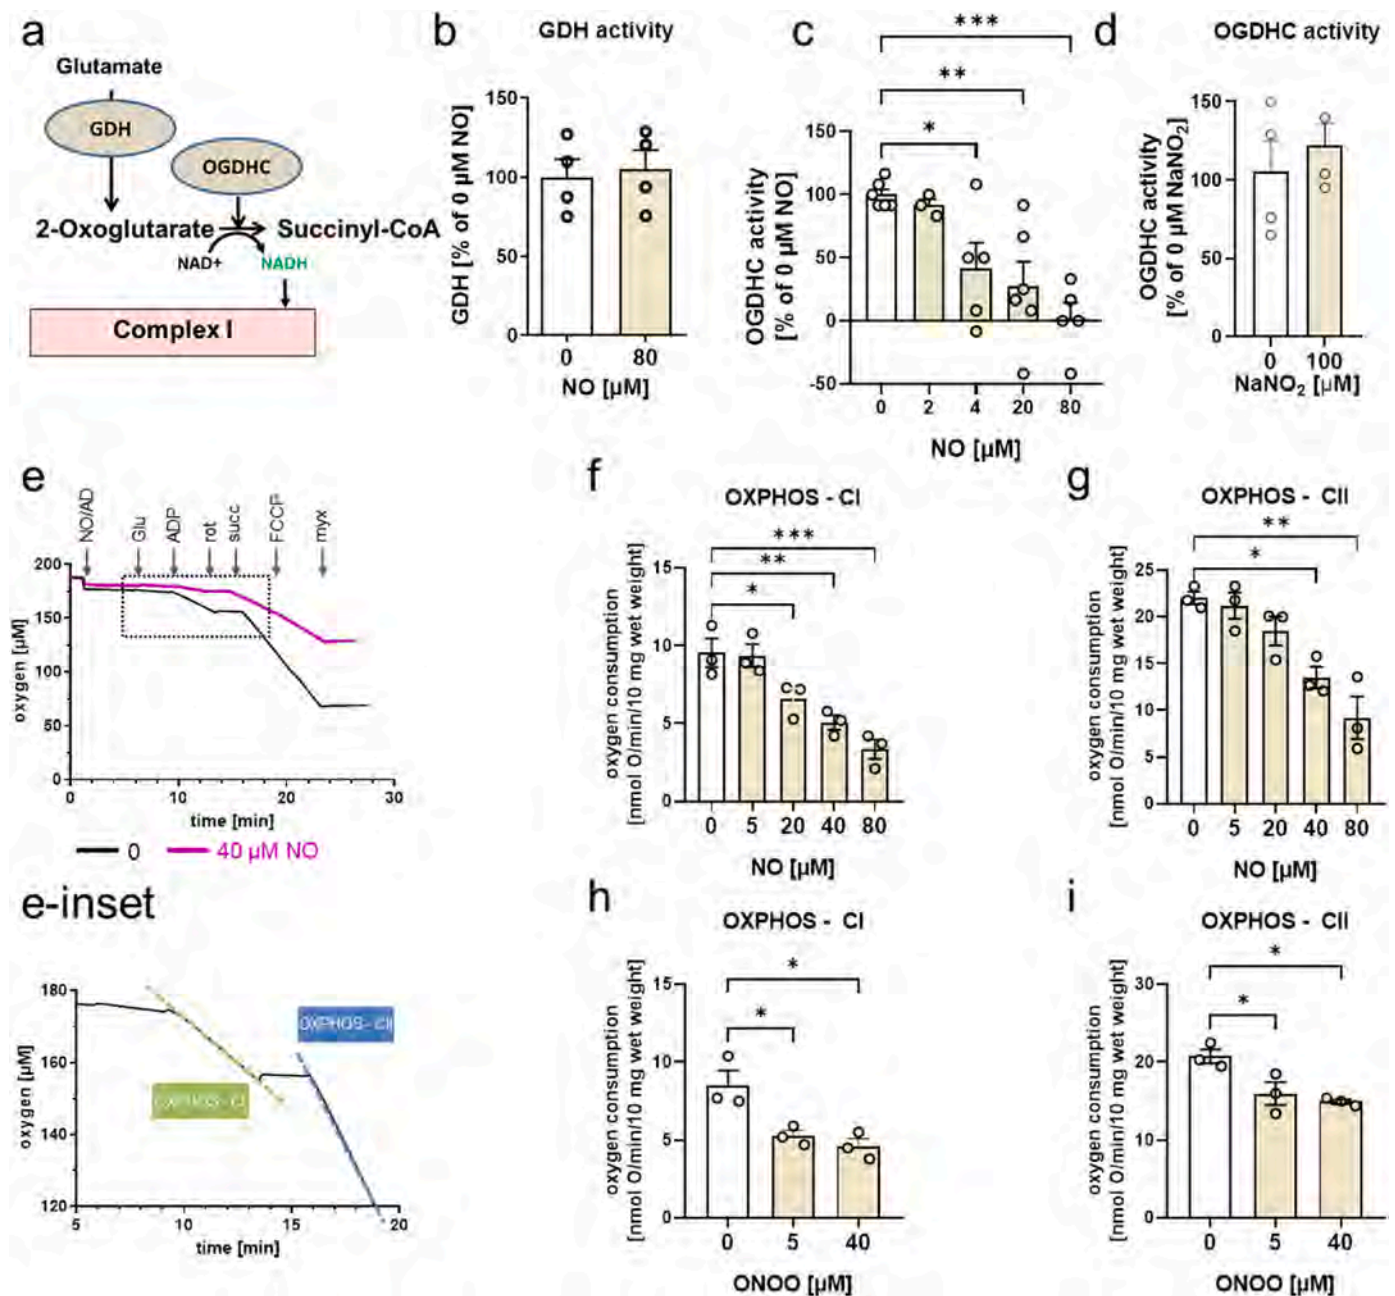 a
Glutamate
GDH
OGDHC
2-Oxoglutarate
Succinyl-CoA
NAD+
NADH
Complex I
b
GDH activity
GDH [% of 0 µM NO]
150
100
50
0
0
80
NO [µM]
c
***
**
*
OGDHC activity
[% of 0 µM NO]
150
100
50
0
-50
0
2
4
20
80
NO [µM]
d
OGDHC activity
OGDHC activity
[% of 0 µM NaNO2]
150
100
50
0
0
100
NaNO2 [µM]
e
NO/AD
Glu
ADP
rot
succ
FCCP
myx
oxygen [µM]
200
150
100
50
0
0
10
20
30
time [min]
0
40 µM NO
e-inset
oxygen [µM]
180
160
140
120
OXPHOS- CI
OXPHOS- CII
5
10
15
20
time [min]
f
OXPHOS - CI
***
**
*
oxygen consumption
[nmol O/min/10 mg wet weight]
15
10
5
0
0
5
20
40
80
NO [µM]
g
OXPHOS - CII
**
*
oxygen consumption
[nmol O/min/10 mg wet weight]
25
20
15
10
5
0
0
5
20
40
80
NO [µM]
h
OXPHOS - CI
*
*
oxygen consumption
[nmol O/min/10 mg wet weight]
15
10
5
0
0
5
40
ONOO [µM]
i
OXPHOS - CII
*
*
oxygen consumption
[nmol O/min/10 mg wet weight]
30
20
10
0
0
5
40
ONOO [µM]